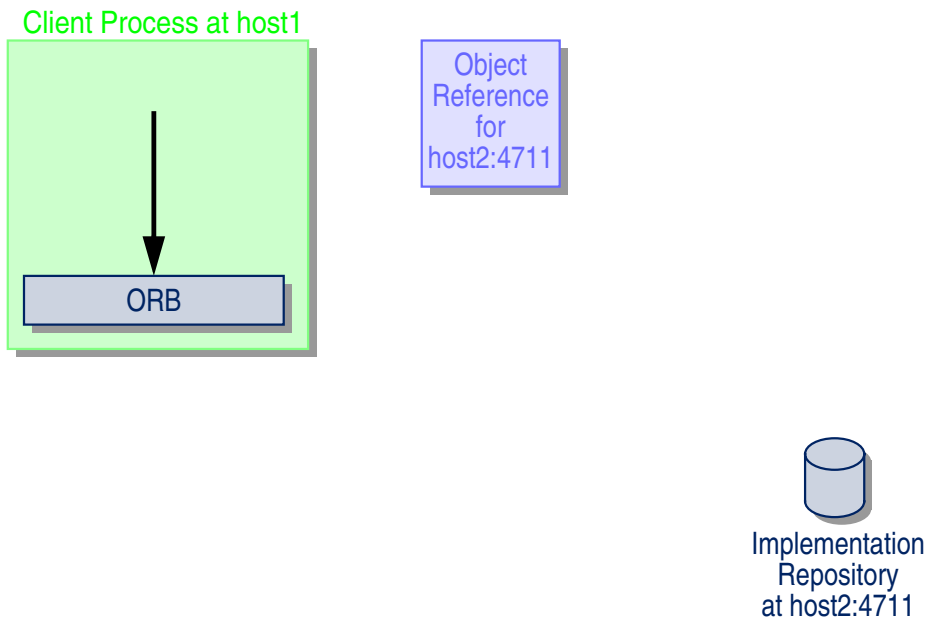 Client Process at host1
Object
Reference
for
host2:4711
ORB
Implementation
Repository
at host2:4711